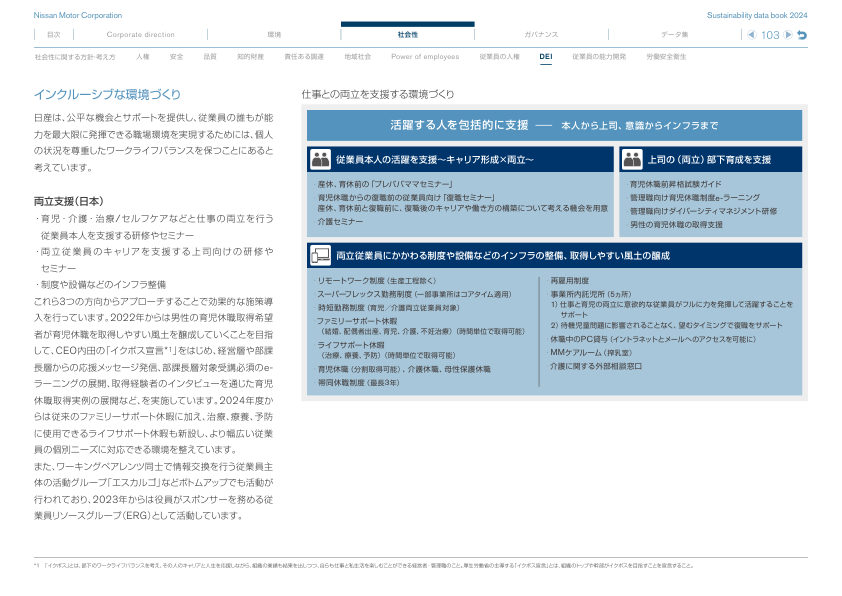 Nissan Motor Corporation
Sustainability data book 2024
目次
Corporate direction
環境
社会性
ガバナンス
データ集
103
社会性に関する方針・考え方
人権
安全
品質
知的財産
責任ある調達
地域社会
Power of employees
従業員の人権
DEI
従業員の能力開発
労働安全衛生
インクルーシブな環境づくり
日産は、公平な機会とサポートを提供し、従業員の誰もが能
力を最大限に発揮できる職場環境を実現するためには、個人
の状況を尊重したワークライフバランスを保つことにあると
考えています。
両立支援(日本)
・育児・介護・治療/セルフケアなどと仕事の両立を行う
従業員本人を支援する研修やセミナー
・両立従業員のキャリアを支援する上司向けの研修や
セミナー
・制度や設備などのインフラ整備
これら3つの方向からアプローチすることで効果的な施策導
入を行っています。2022年からは男性の育児休職取得希望
者が育児休職を取得しやすい風土を醸成していくことを目指
して、CEO内田の「イクボス宣言*1」をはじめ、経営層や部課
長層からの応援メッセージ発信、部課長層対象受講必須のe-
ラーニングの展開、取得経験者のインタビューを通じた育児
休職取得実例の展開など、を実施しています。2024年度か
らは従来のファミリーサポート休暇に加え、治療、療養、予防
に使用できるライフサポート休暇も新設し、より幅広い従業
員の個別ニーズに対応できる環境を整えています。
また、ワーキングペアレンツ同士で情報交換を行う従業員主
体の活動グループ「エスカルゴ」などボトムアップでも活動が
行われており、2023年からは役員がスポンサーを務める従
業員リソースグループ(ERG)として活動しています。
仕事との両立を支援する環境づくり
活躍する人を包括的に支援 ── 本人から上司、意識からインフラまで
従業員本人の活躍を支援~キャリア形成×両立~
・産休、育休前の「プレパパママセミナー」
育児休職からの復職前の従業員向け「復職セミナー」
産休、育休前と復職前に、復職後のキャリアや働き方の構築について考える機会を用意
介護セミナー
上司の(両立)部下育成を支援
・育児休職前昇格試験ガイド
・管理職向け育児休職制度e-ラーニング
・管理職向けダイバーシティマネジメント研修
・男性の育児休職の取得支援
両立従業員にかかわる制度や設備などのインフラの整備、取得しやすい風土の醸成
・リモートワーク制度(生産工程除く)
・スーパーフレックス勤務制度(一部事業所はコアタイム適用)
・時短勤務制度(育児/介護両立従業員対象)
・ファミリーサポート休暇
(結婚、配偶者出産、育児、介護、不妊治療)(時間単位で取得可能)
・ライフサポート休暇
(治療、療養、予防)(時間単位で取得可能)
・育児休職(分割取得可能)、介護休職、母性保護休職
・帯同休職制度(最長3年)
・再雇用制度
・事業所内託児所(5ヵ所)
1)仕事と育児の両立に意欲的な従業員がフルに力を発揮して活躍することを
サポート
2)待機児童問題に影響されることなく、望むタイミングで復職をサポート
・休職中のPC貸与(イントラネットとメールへのアクセスを可能に)
・MMケアルーム(搾乳室)
・介護に関する外部相談窓口
*1 「イクボス」とは、部下のワークライフバランスを考え、その人のキャリアと人生を応援しながら、組織の業績も結果を出しつつ、自らも仕事と私生活を楽しむことができる経営者・管理職のこと。厚生労働省の主導する「イクボス宣言」とは、組織のトップや幹部がイクボスを目指すことを宣言すること。